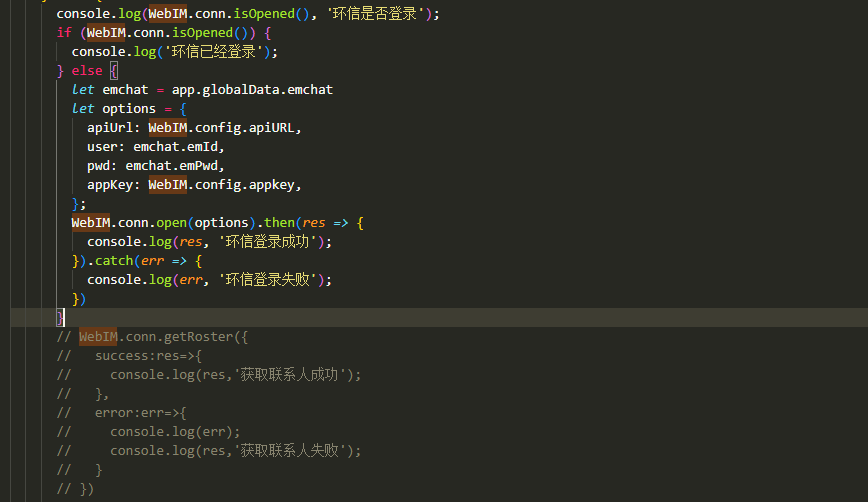 console.log(WebIM.conn.isOpened(), '环信是否登录');
if (WebIM.conn.isOpened()) {
console.log('环信已经登录');
} else {
let emchat = app.globalData.emchat
let options = {
apiUrl: WebIM.config.apiURL,
user: emchat.emId,
pwd: emchat.emPwd,
appKey: WebIM.config.appkey,
};
WebIM.conn.open(options).then(res => {
console.log(res, '环信登录成功');
}).catch(err => {
console.log(err, '环信登录失败');
})
}
// WebIM.conn.getRoster({
//   success:res=>{
//     console.log(res,'获取联系人成功');
//   },
//   error:err=>{
//     console.log(err);
//     console.log(res,'获取联系人失败');
//   }
// })